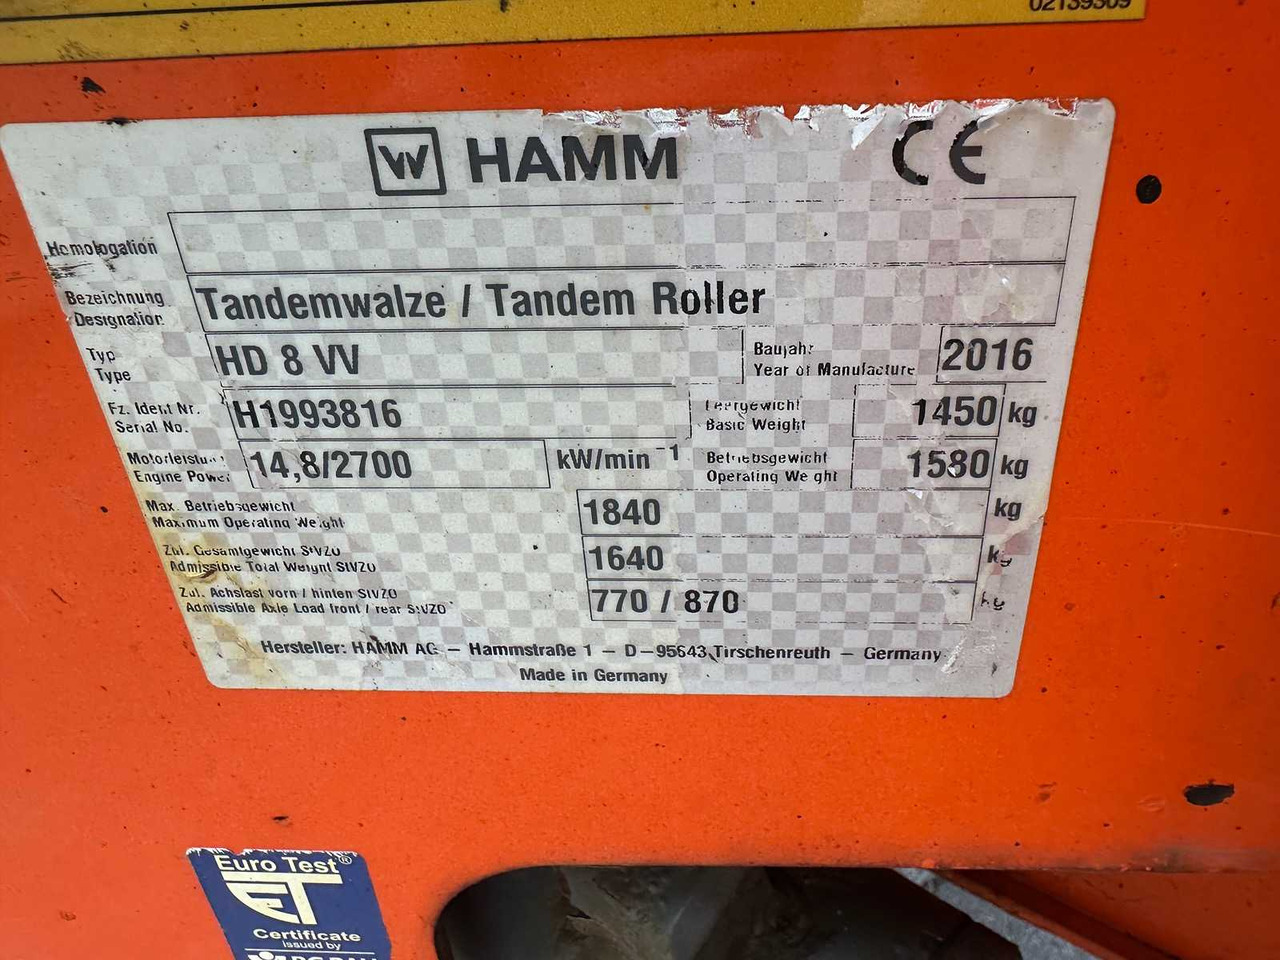 02139309
HAMM CE
Homologation
Bezeichnung
Designation
Tandemwalze / Tandem Roller
Typ
Type
HD 8 VV
Baujahr
Year of Manufacture
2016
Fz. Ident Nr.
Serial No.
H1993816
Leergewicht
Basic Weight
1450 kg
Motorleistung
Engine Power
14,8/2700 kW/min⁻¹
Betriebsgewicht
Operating Weight
1580 kg
Max. Betriebsgewicht
Maximum Operating Weight
1840 kg
Zul. Gesamtgewicht StVZO
Admissible Total Weight StVZO
1640 kg
Zul. Achslast vorn / hinten StVZO
Admissible Axle Load front / rear StVZO
770 / 870 kg
Hersteller: HAMM AG – Hammstraße 1 – D–95643 Tirschenreuth – Germany
Made in Germany
Euro Test®
ET
Certificate
issued by